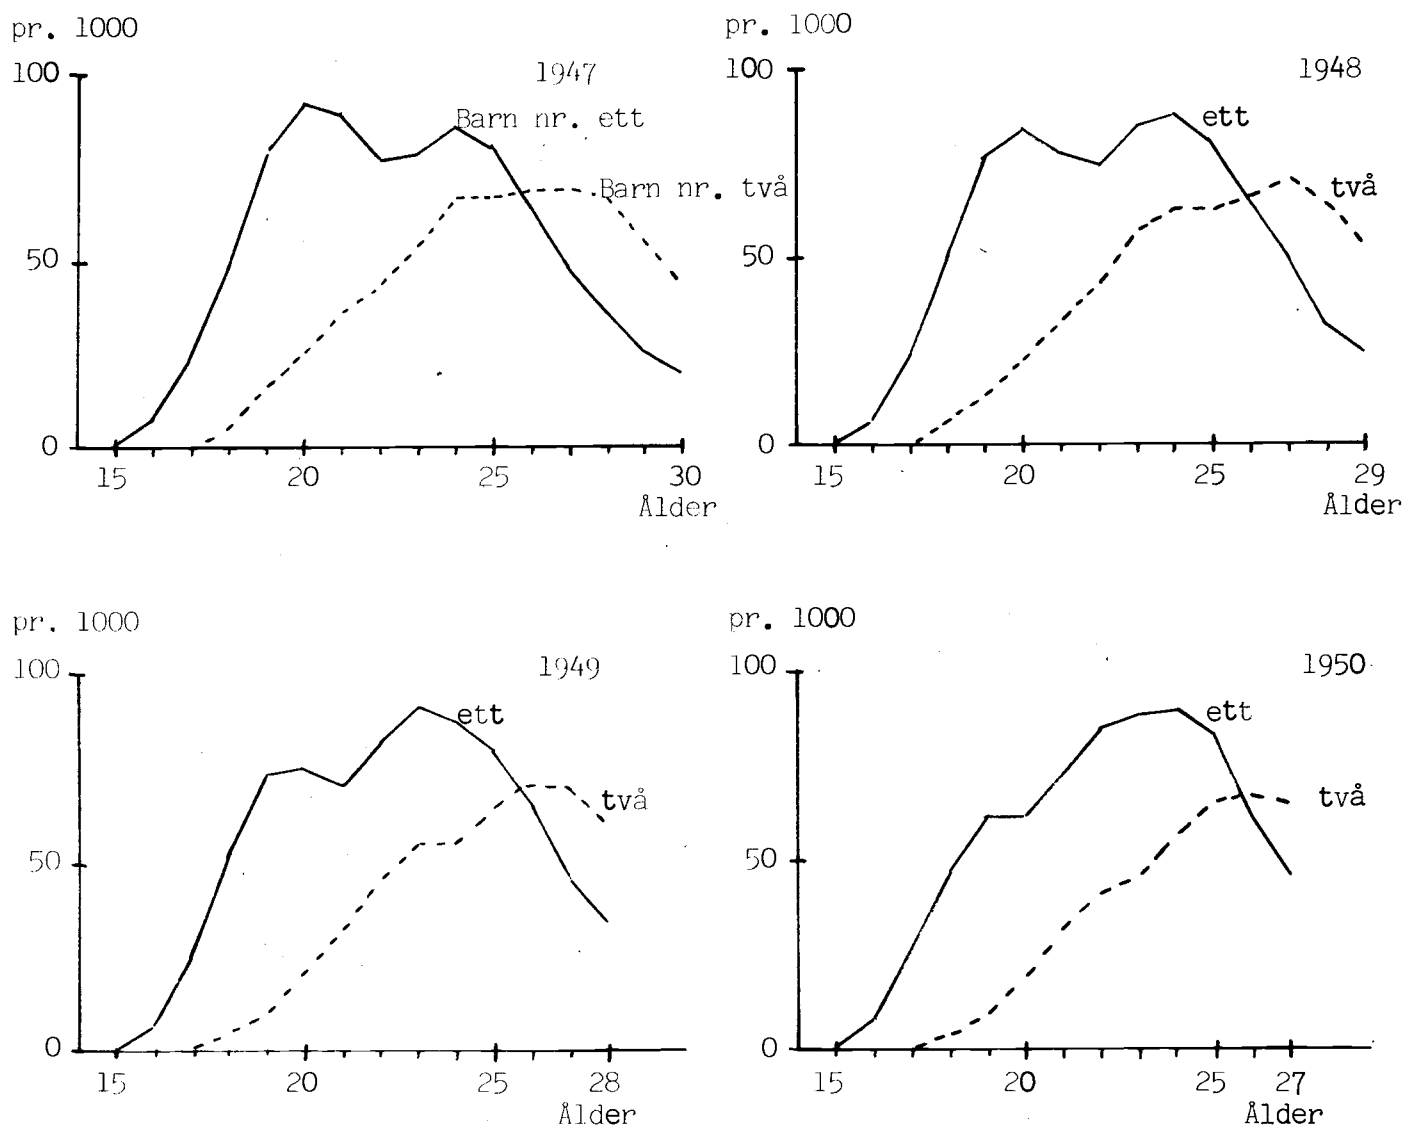 pr. 1000
100
1947
Barn nr. ett
Barn nr. två
50
0
15 20 25 30
Ålder
pr. 1000
100
1948
ett
två
50
0
15 20 25 29
Ålder
pr. 1000
100
1949
ett
två
50
0
15 20 25 28
Ålder
pr. 1000
100
1950
ett
två
50
0
15 20 25 27
Ålder